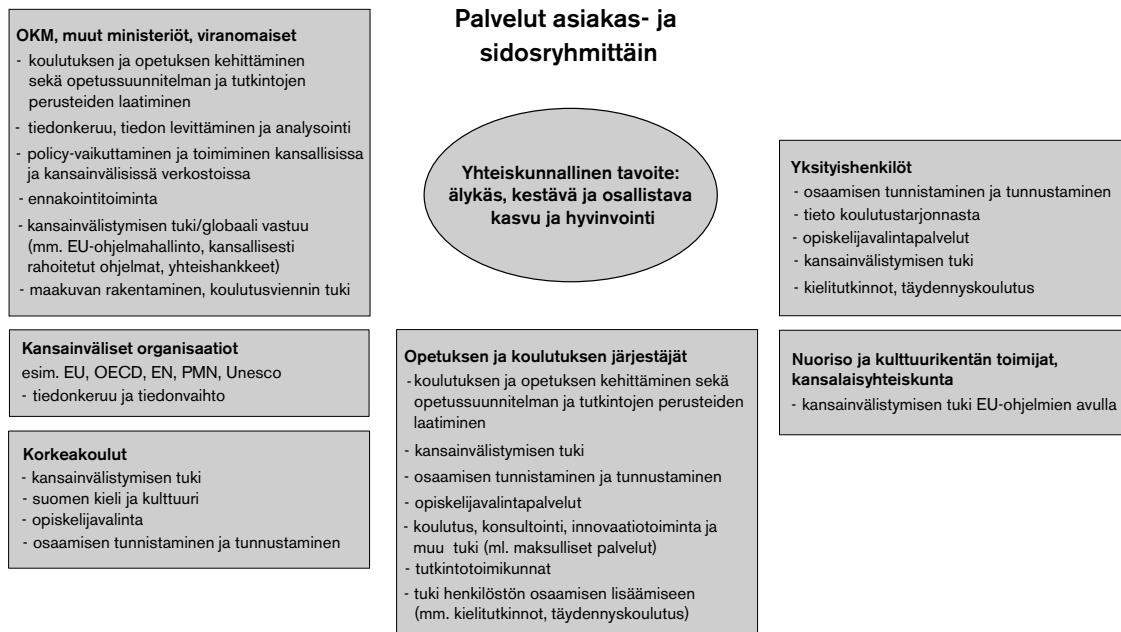 Palvelut asiakas- ja
sidosryhmittäin
OKM, muut ministeriöt, viranomaiset
- koulutuksen ja opetuksen kehittäminen
sekä opetussuunnitelman ja tutkintojen
perusteiden laatiminen
- tiedonkeruu, tiedon levittäminen ja analysointi
- policy-vaikuttaminen ja toimiminen kansallisissa
ja kansainvälisissä verkostoissa
- ennakointitoiminta
- kansainvälistymisen tuki/globaali vastuu
(mm. EU-ohjelmahallinto, kansallisesti
rahoitetut ohjelmat, yhteishankkeet)
- maakuvan rakentaminen, koulutusviennin tuki
Kansainväliset organisaatiot
esim. EU, OECD, EN, PMN, Unesco
- tiedonkeruu ja tiedonvaihto
Korkeakoulut
- kansainvälistymisen tuki
- suomen kieli ja kulttuuri
- opiskelijavalinta
- osaamisen tunnistaminen ja tunnustaminen
Yhteiskunnallinen tavoite:
älykäs, kestävä ja osallistava
kasvu ja hyvinvointi
Opetuksen ja koulutuksen järjestäjät
- koulutuksen ja opetuksen kehittäminen sekä
opetussuunnitelman ja tutkintojen perusteiden
laatiminen
- kansainvälistymisen tuki
- osaamisen tunnistaminen ja tunnustaminen
- opiskelijavalintapalvelut
- koulutus, konsultointi, innovaatiotoiminta ja
muu tuki (ml. maksulliset palvelut)
- tutkintotoimikunnat
- tuki henkilöstön osaamisen lisäämiseen
(mm. kielitutkinnot, täydennyskoulutus)
Yksityishenkilöt
- osaamisen tunnistaminen ja tunnustaminen
- tieto koulutustarjonnasta
- opiskelijavalintapalvelut
- kansainvälistymisen tuki
- kielitutkinnot, täydennyskoulutus
Nuoriso ja kulttuurikentän toimijat,
kansalaisyhteiskunta
- kansainvälistymisen tuki EU-ohjelmien avulla